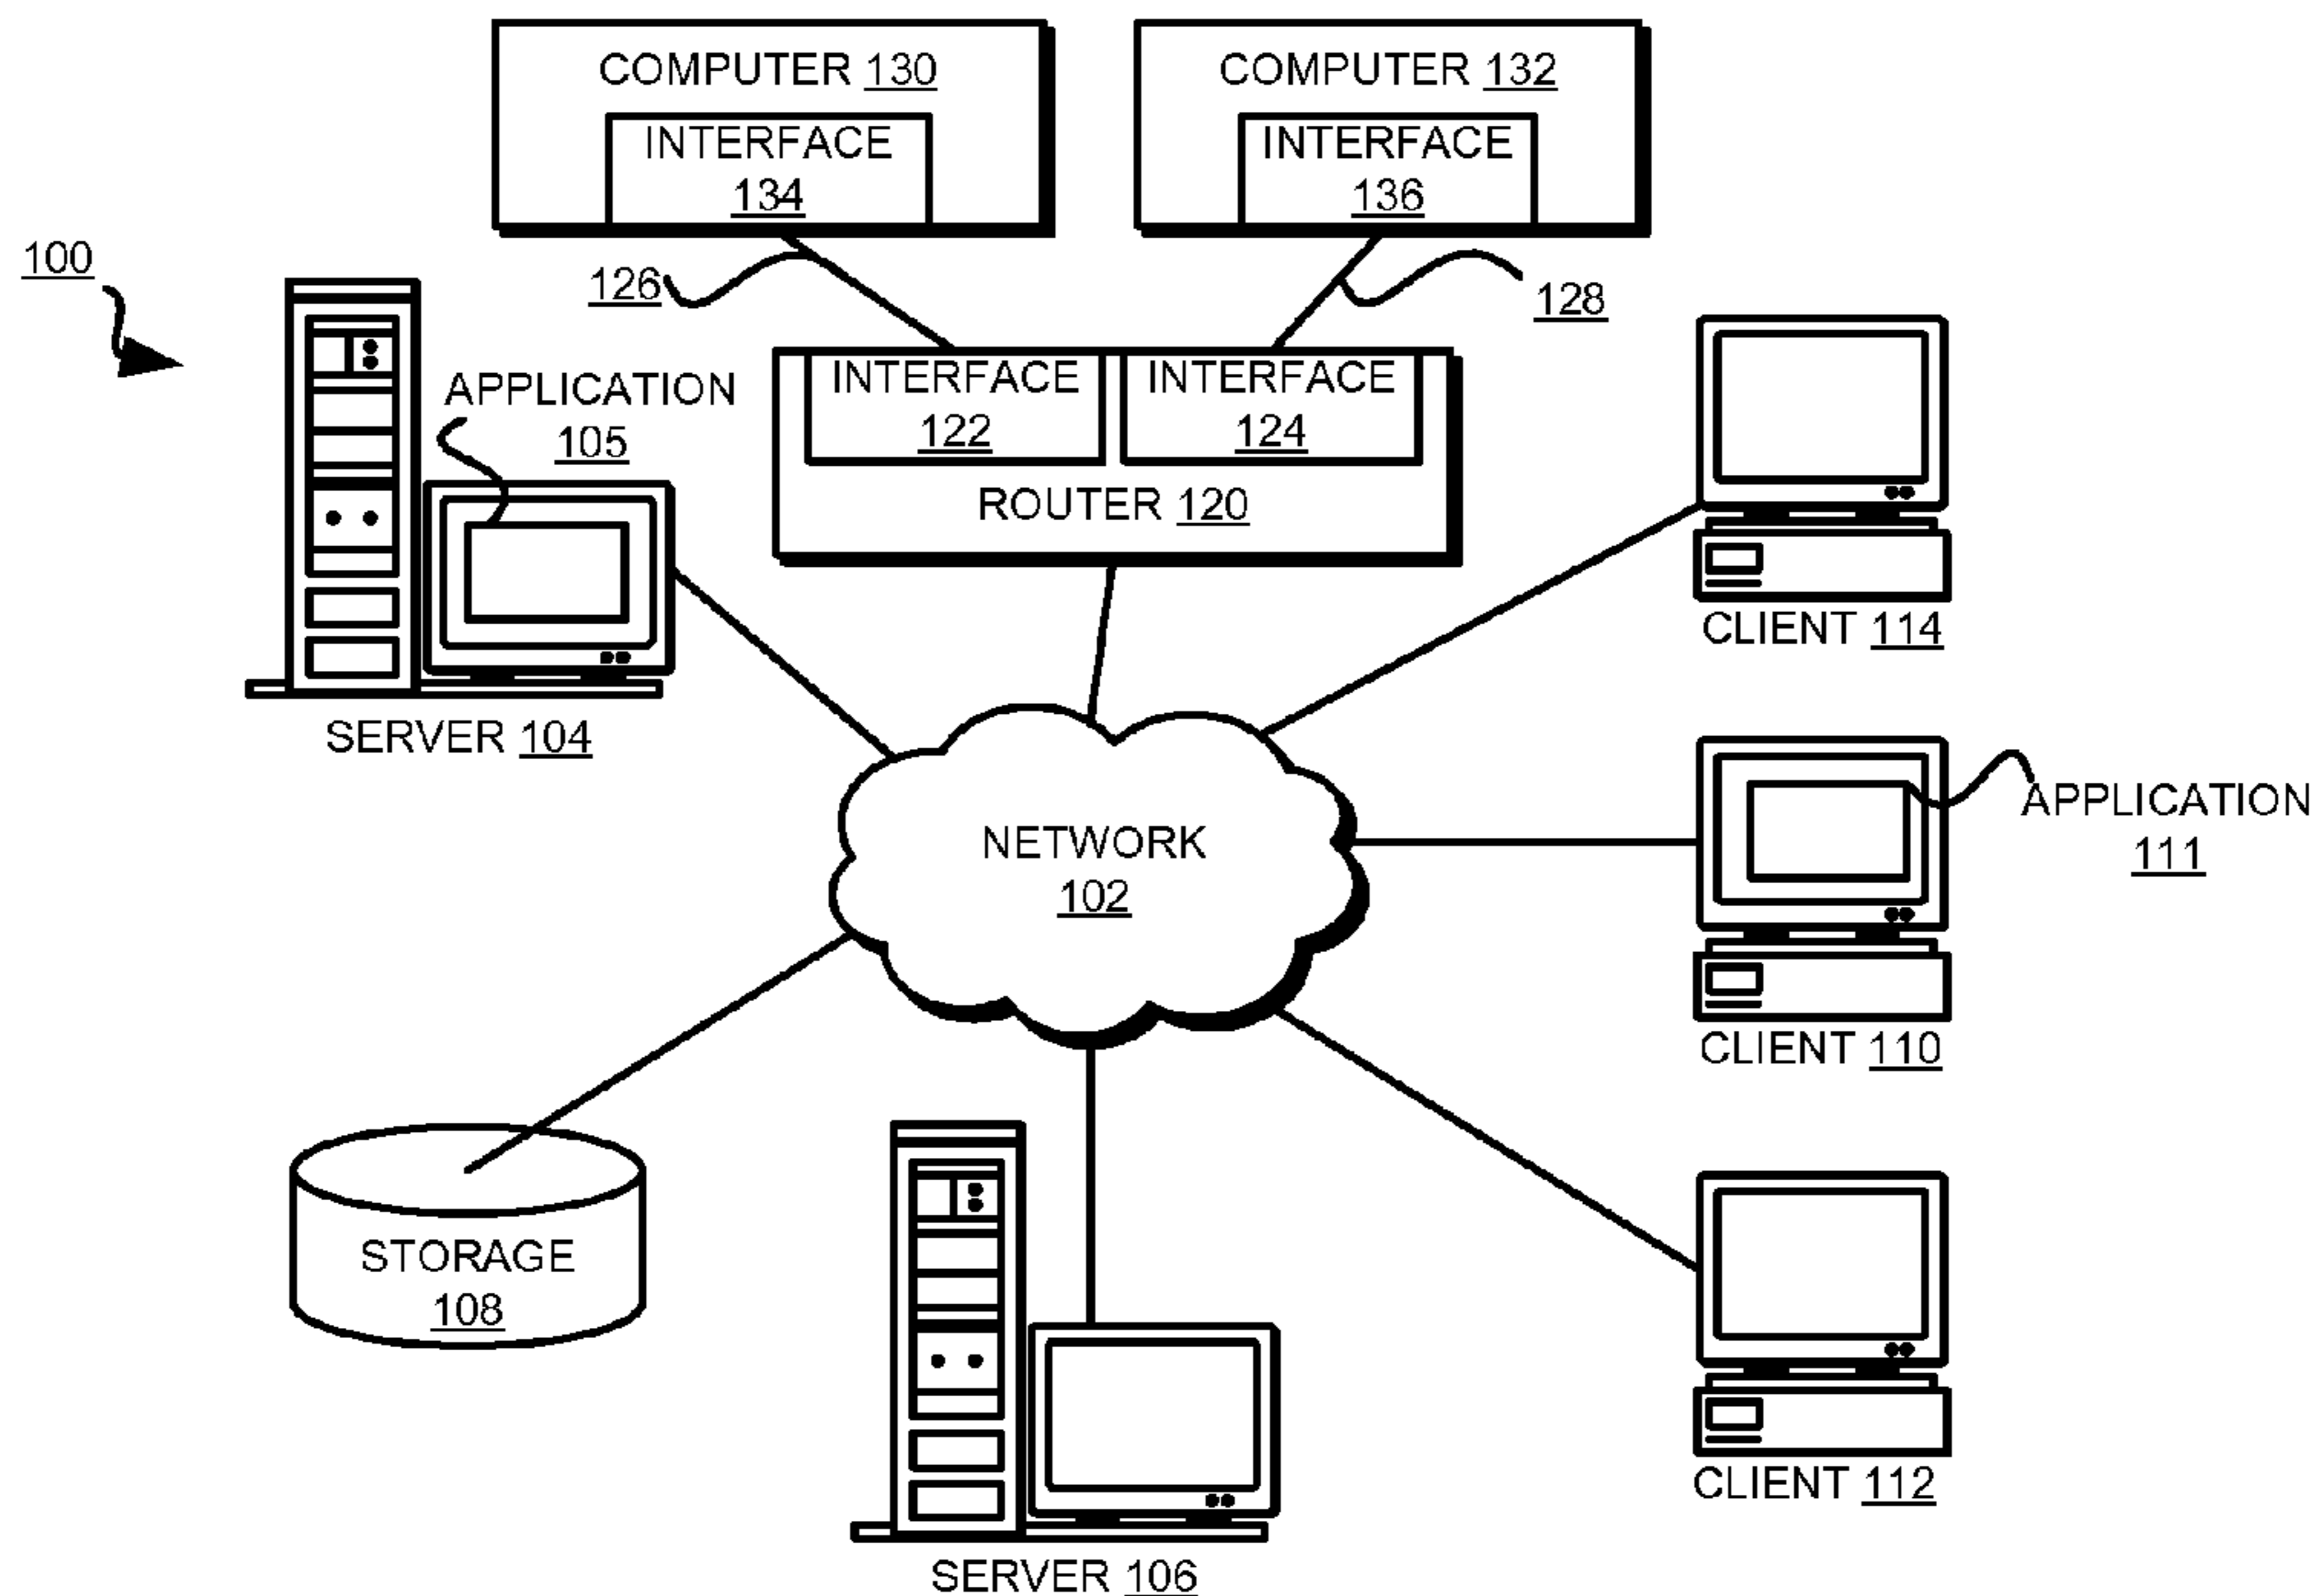 COMPUTER 130
INTERFACE
134
COMPUTER 132
INTERFACE
136
100
126
128
APPLICATION
105
INTERFACE
122
INTERFACE
124
ROUTER 120
CLIENT 114
SERVER 104
NETWORK
102
APPLICATION
111
CLIENT 110
STORAGE
108
CLIENT 112
SERVER 106